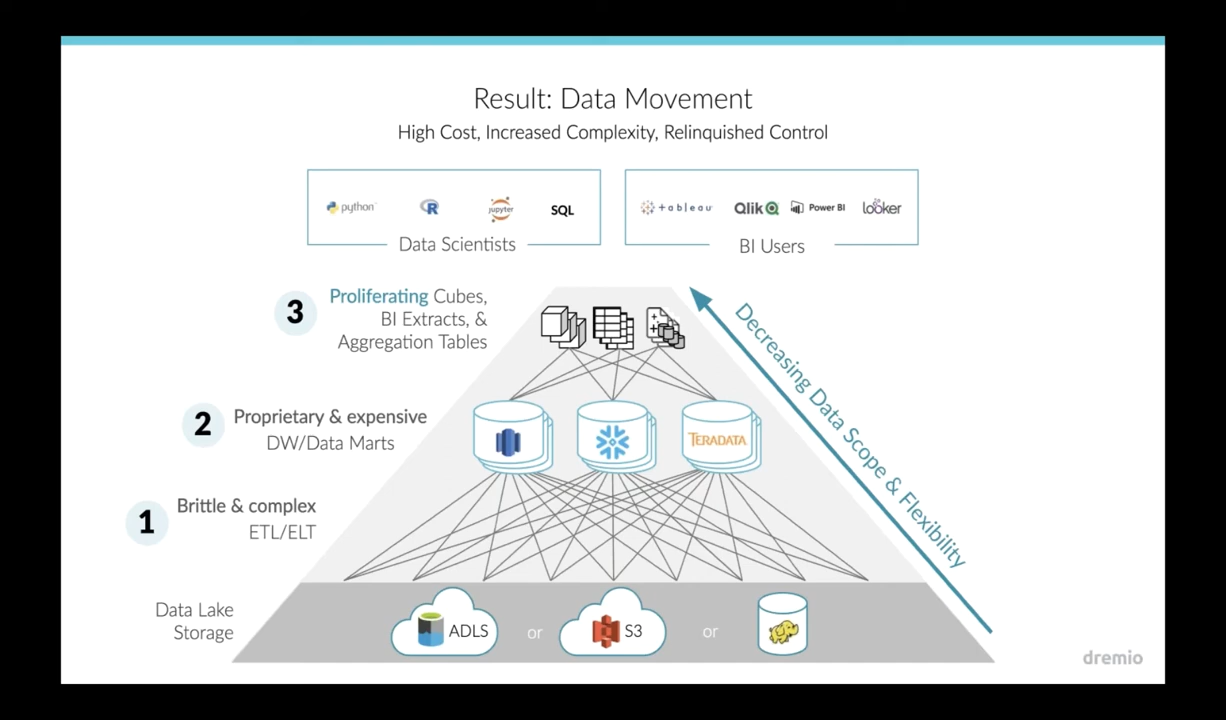 Result: Data Movement
High Cost, Increased Complexity, Relinquished Control
python
R
jupyter
SQL
Data Scientists
+ableau
Qlik
Power BI
looker
BI Users
3
Proliferating Cubes,
BI Extracts, &
Aggregation Tables
Decreasing Data Scope & Flexibility
2
Proprietary & expensive
DW/Data Marts
TERADATA
1
Brittle & complex
ETL/ELT
Data Lake
Storage
ADLS
or
S3
or
dremio